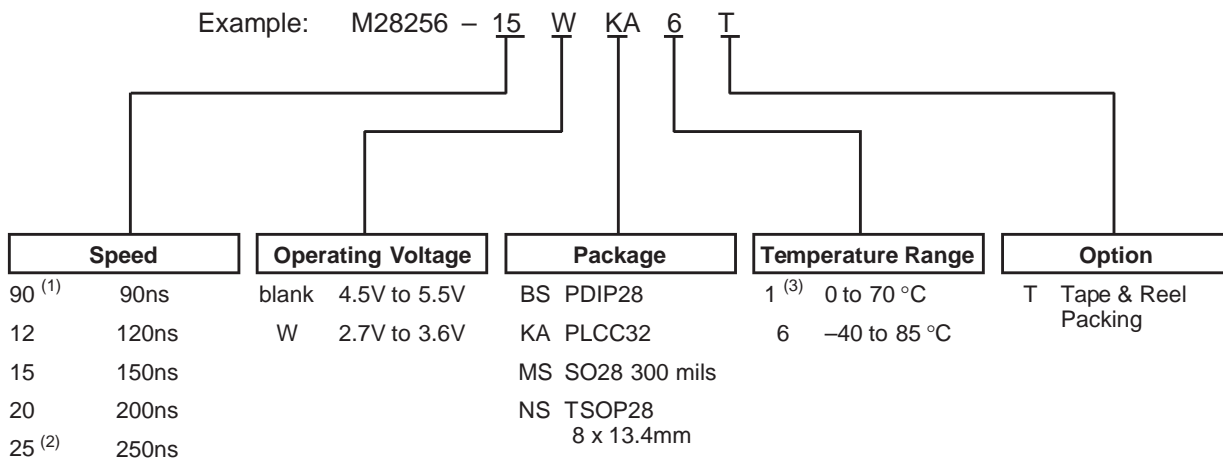 Example: M28256 – 15 W KA 6 T
Speed
90 (1) 90ns
12 120ns
15 150ns
20 200ns
25 (2) 250ns
Operating Voltage
blank 4.5V to 5.5V
W 2.7V to 3.6V
Package
BS PDIP28
KA PLCC32
MS SO28 300 mils
NS TSOP28
8 x 13.4mm
Temperature Range
1 (3) 0 to 70 °C
6 –40 to 85 °C
Option
T Tape & Reel
Packing